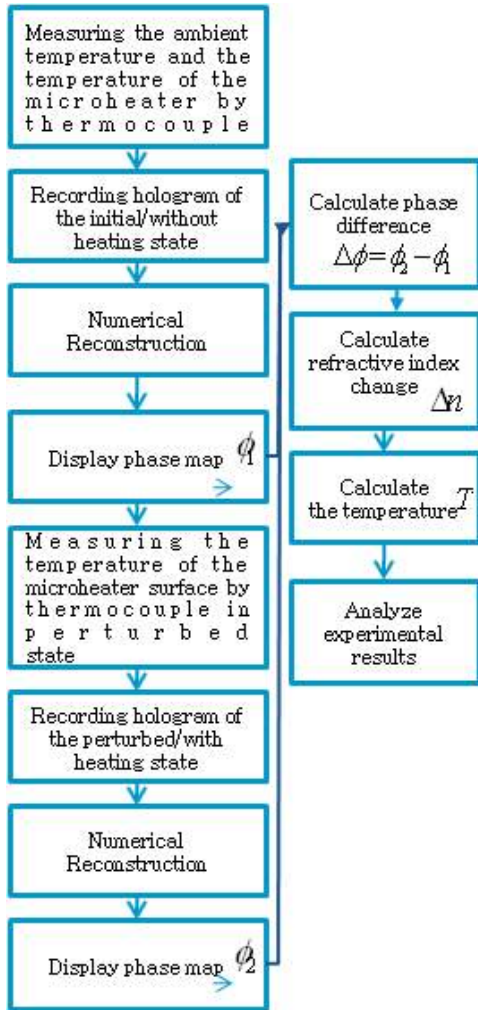 Measuring the ambient
temperature and the
temperature of the
microheater by
thermocouple
Recording hologram of
the initial/without
heating state
Numerical
Reconstruction
Display phase map ϕ1
Measuring the
temperature of the
microheater surface by
thermocouple in
perturbed
state
Recording hologram of
the perturbed/with
heating state
Numerical
Reconstruction
Display phase map ϕ2
Calculate phase
difference
Δϕ = ϕ2 − ϕ1
Calculate
refractive index
change Δn
Calculate
the temperature T
Analyze
experimental
results